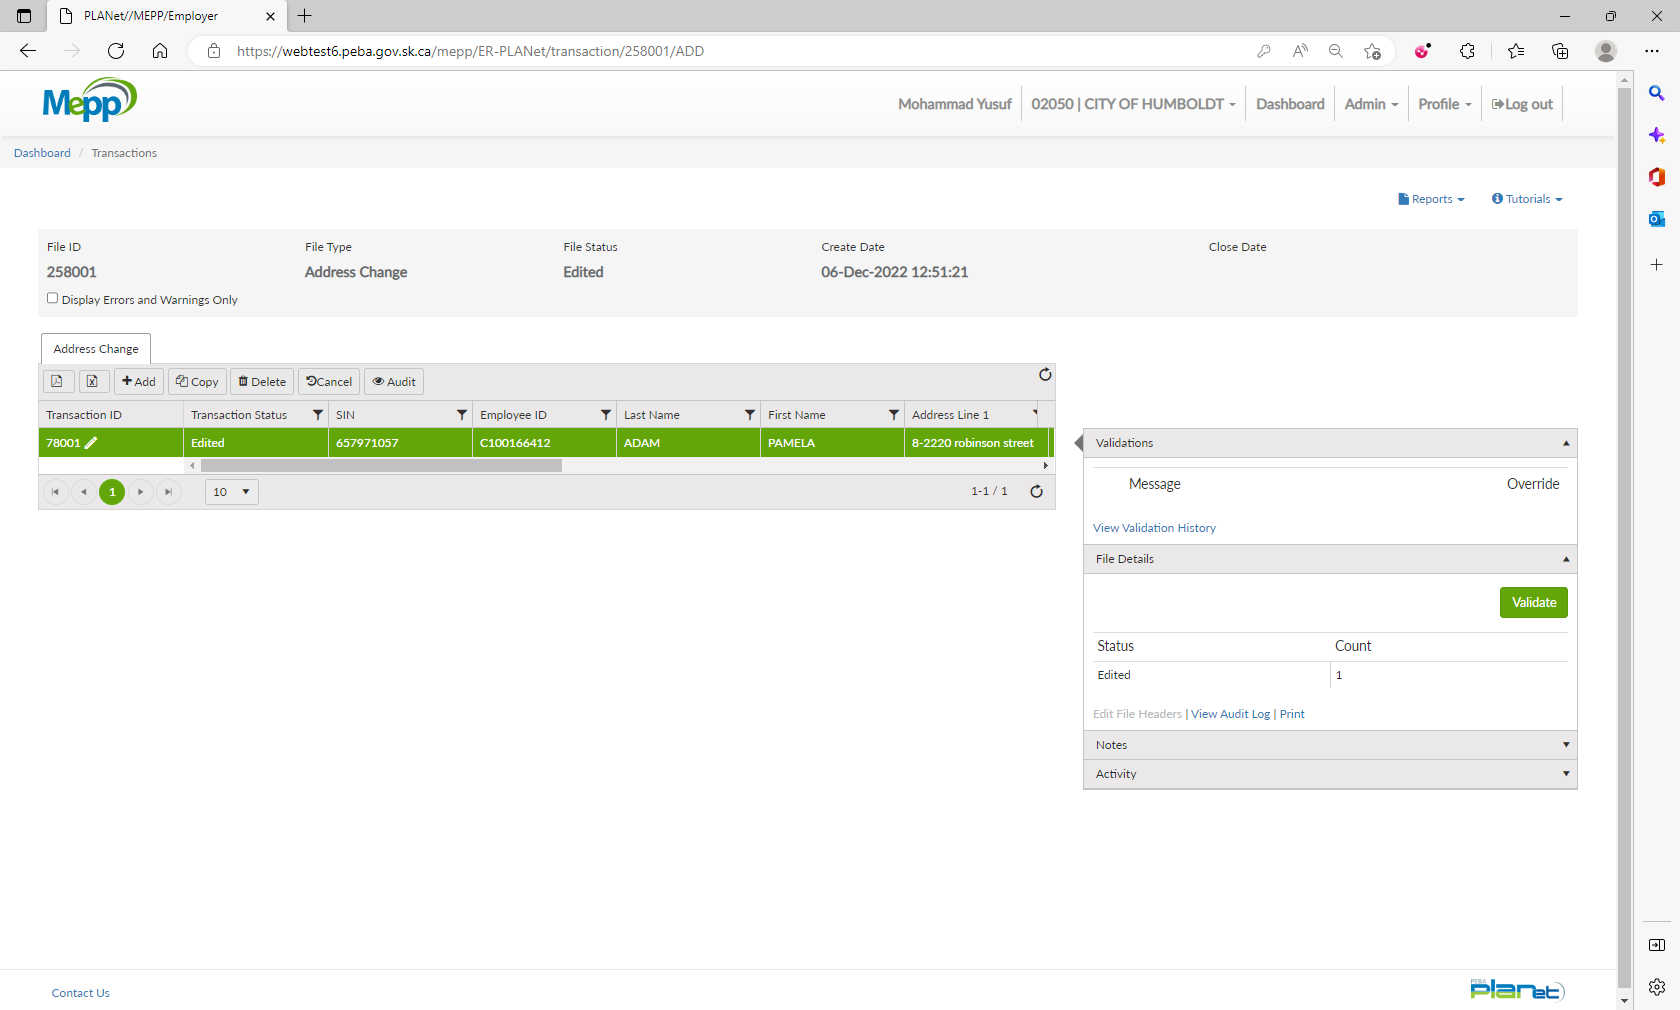 PLANet//MEPP/Employer
https://webtest6.peba.gov.sk.ca/mepp/ER-PLANet/transaction/258001/ADD
Mepp
Mohammad Yusuf
02050 | CITY OF HUMBOLDT
Dashboard
Admin
Profile
Log out
Dashboard / Transactions
Reports
Tutorials
File ID
File Type
File Status
Create Date
Close Date
258001
Address Change
Edited
06-Dec-2022 12:51:21
Display Errors and Warnings Only
Address Change
Add
Copy
Delete
Cancel
Audit
Transaction ID
Transaction Status
SIN
Employee ID
Last Name
First Name
Address Line 1
78001
Edited
657971057
C100166412
ADAM
PAMELA
8-2220 robinson street
1
10
1-1 / 1
Validations
Message
Override
View Validation History
File Details
Validate
Status
Count
Edited
1
Edit File Headers | View Audit Log | Print
Notes
Activity
Contact Us
PEBA
planet